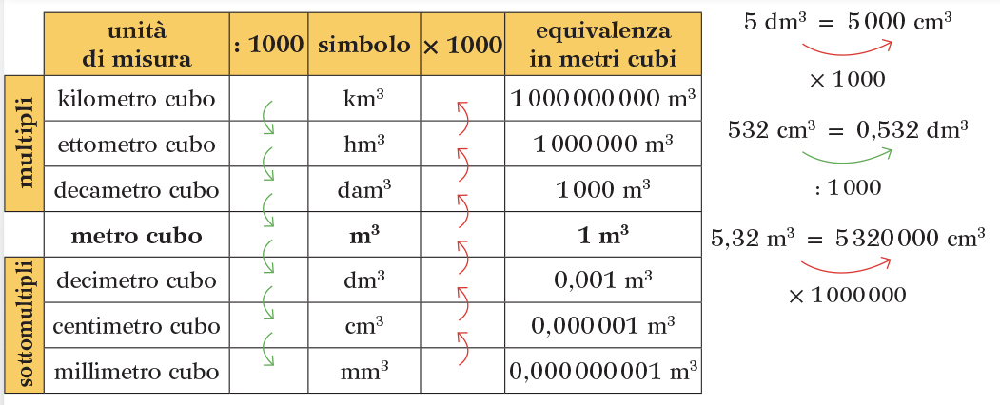 unità
di misura
: 1000
simbolo
× 1000
equivalenza
in metri cubi
multipli
kilometro cubo
km³
1 000 000 000 m³
ettometro cubo
hm³
1 000 000 m³
decametro cubo
dam³
1000 m³
metro cubo
m³
1 m³
sottomultipli
decimetro cubo
dm³
0,001 m³
centimetro cubo
cm³
0,000 001 m³
millimetro cubo
mm³
0,000 000 001 m³
5 dm³ = 5 000 cm³
× 1000
532 cm³ = 0,532 dm³
: 1000
5,32 m³ = 5 320 000 cm³
× 1 000 000